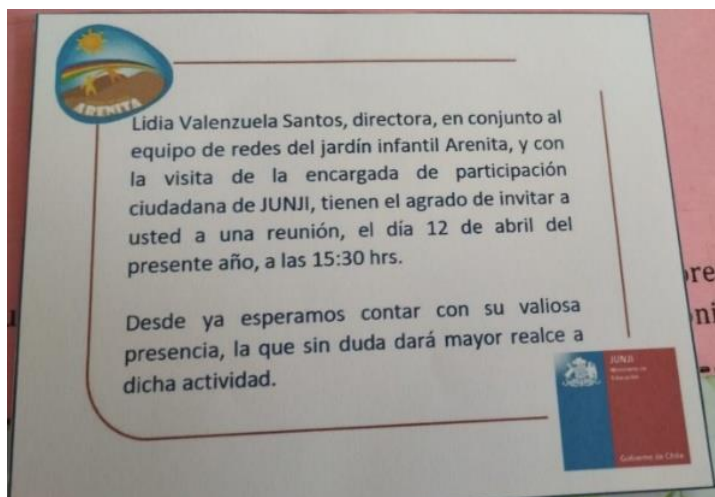 ARENITA
Lidia Valenzuela Santos, directora, en conjunto al
equipo de redes del jardín infantil Arenita, y con
la visita de la encargada de participación
ciudadana de JUNJI, tienen el agrado de invitar a
usted a una reunión, el día 12 de abril del
presente año, a las 15:30 hrs.
Desde ya esperamos contar con su valiosa
presencia, la que sin duda dará mayor realce a
dicha actividad.
JUNJI
Ministerio de
Educación
Gobierno de Chile